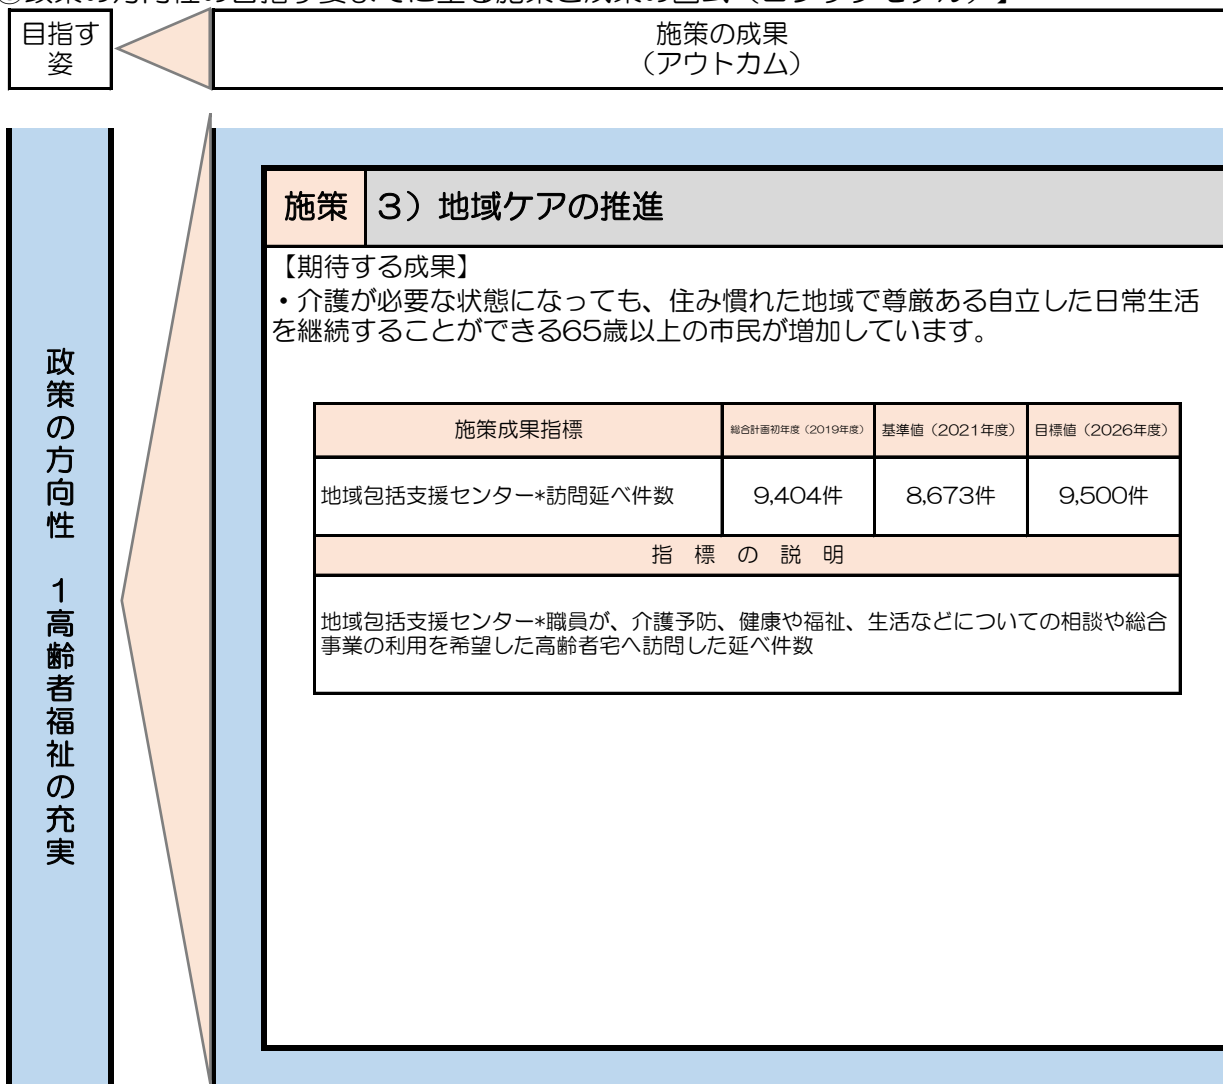 目指す
姿
施策の成果
（アウトカム）
政策の方向性　１高齢者福祉の充実
施策
３）地域ケアの推進
【期待する成果】
・介護が必要な状態になっても、住み慣れた地域で尊厳ある自立した日常生活
を継続することができる65歳以上の市民が増加しています。
施策成果指標
総合計画初年度（2019年度）
基準値（2021年度）
目標値（2026年度）
地域包括支援センター*訪問延べ件数
9,404件
8,673件
9,500件
指　標　の　説　明
地域包括支援センター*職員が、介護予防、健康や福祉、生活などについての相談や総合
事業の利用を希望した高齢者宅へ訪問した延べ件数